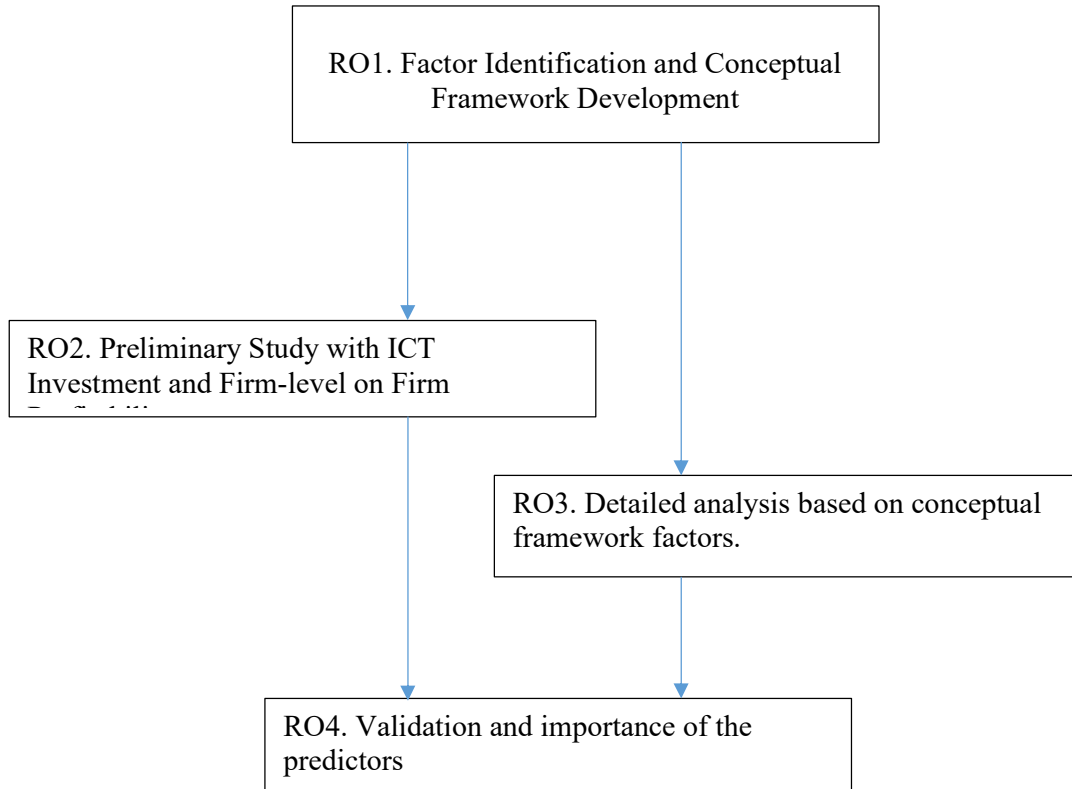 RO1. Factor Identification and Conceptual
Framework Development
RO2. Preliminary Study with ICT
Investment and Firm-level on Firm
RO3. Detailed analysis based on conceptual
framework factors.
RO4. Validation and importance of the
predictors